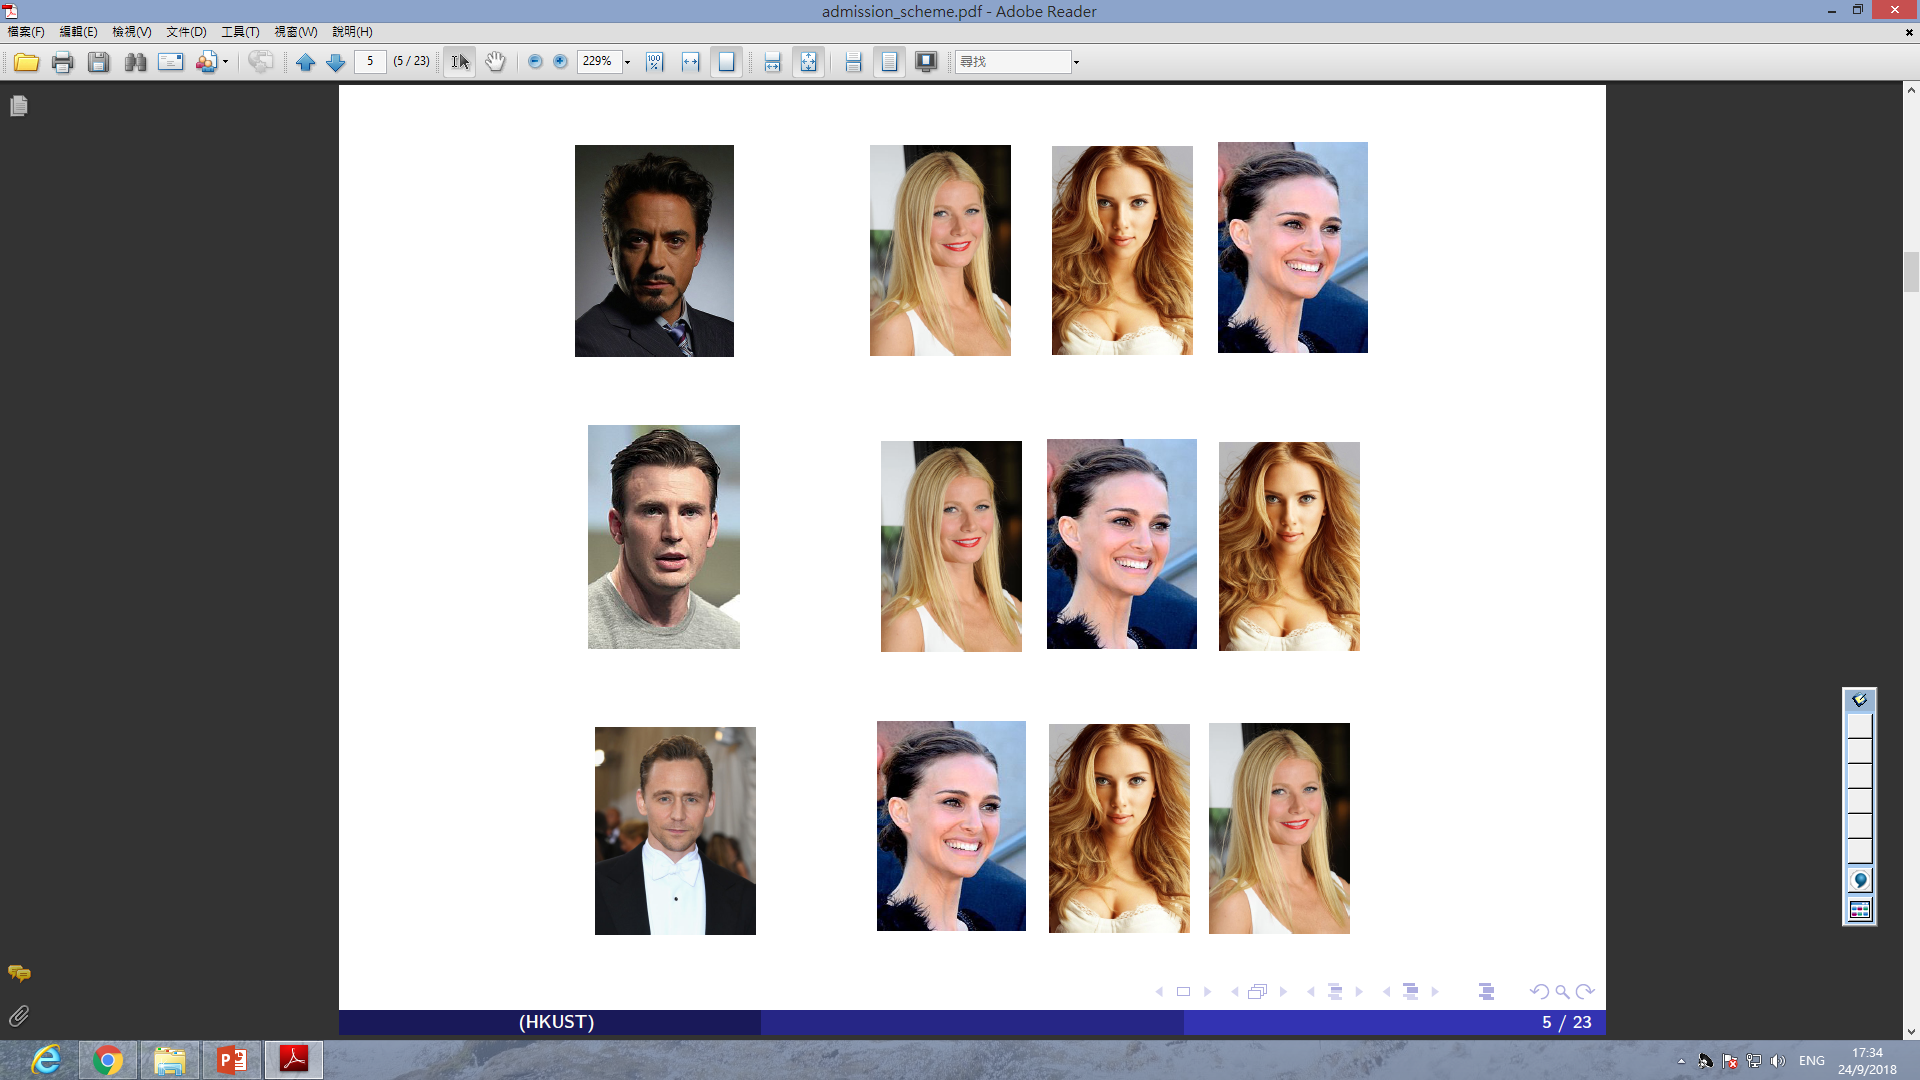 admission_scheme.pdf - Adobe Reader
檔案(F) 編輯(E) 檢視(V) 文件(D) 工具(T) 視窗(W) 說明(H)
5 (5 / 23) 229% 尋找
(HKUST) 5 / 23
ENG 17:34
24/9/2018